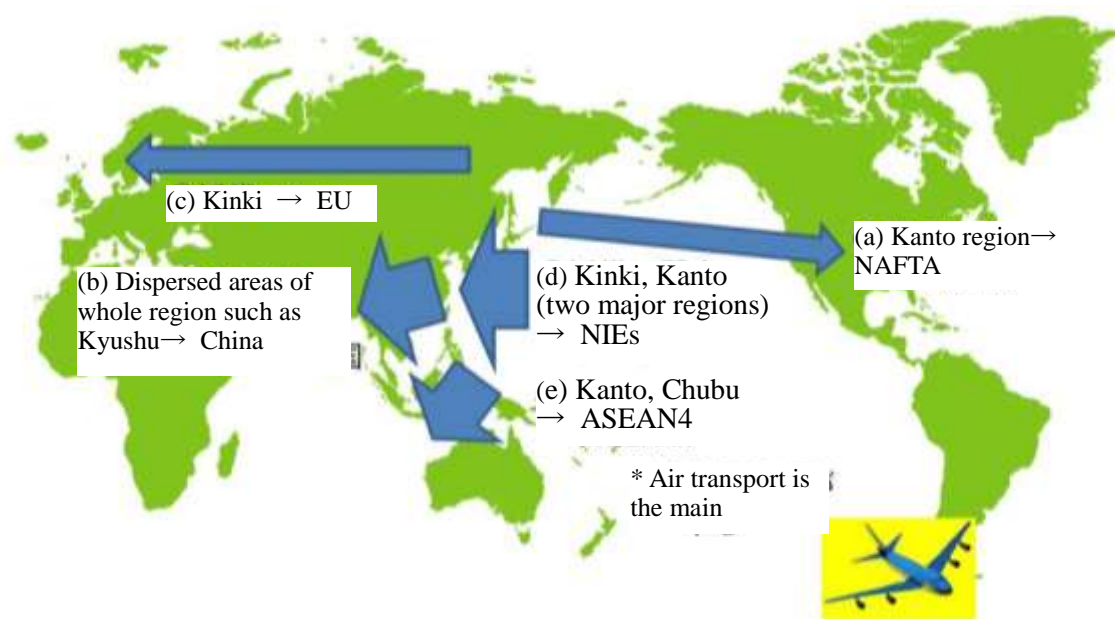 (c) Kinki → EU
(a) Kanto region→
NAFTA
(b) Dispersed areas of
whole region such as
Kyushu→ China
(d) Kinki, Kanto
(two major regions)
→ NIEs
(e) Kanto, Chubu
→ ASEAN4
* Air transport is
the main